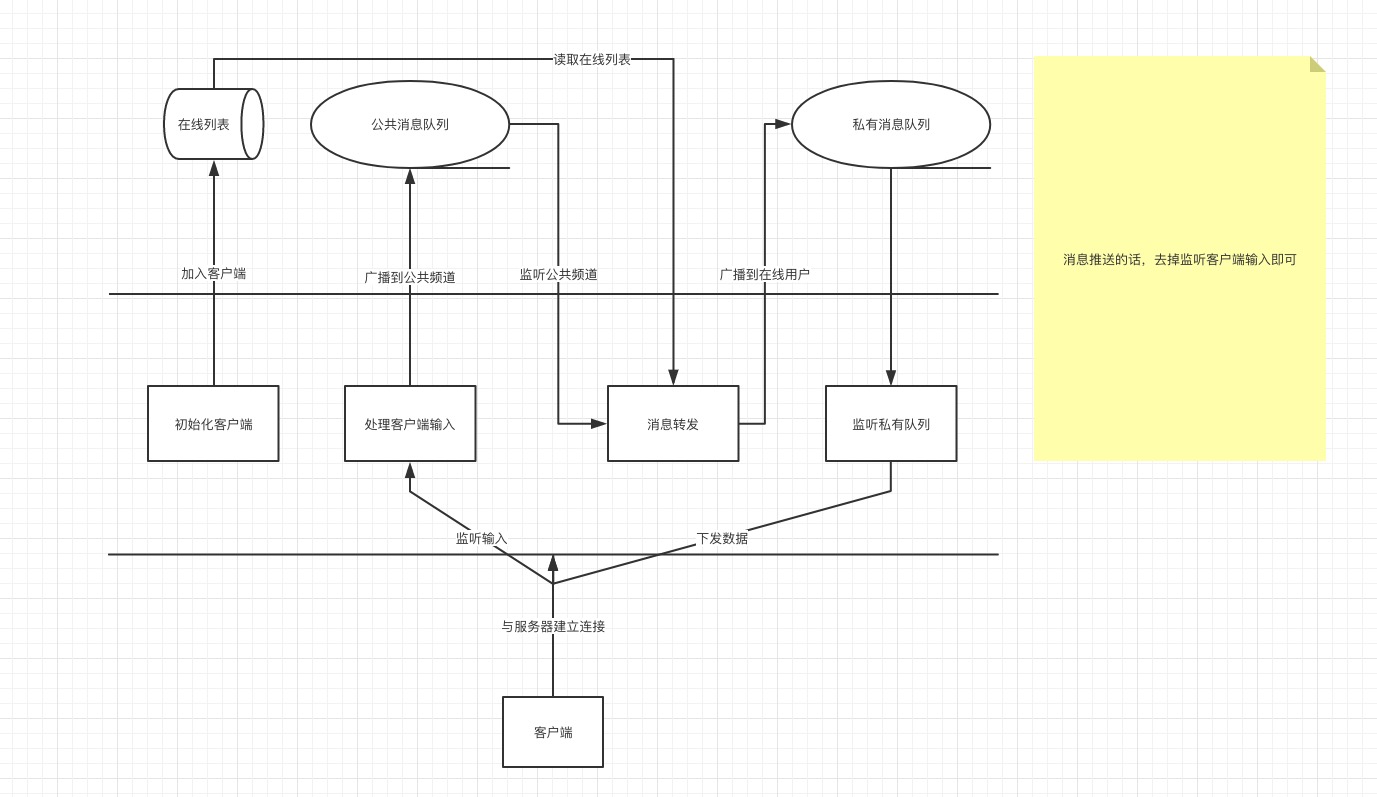 读取在线列表
在线列表
公共消息队列
私有消息队列
加入客户端
广播到公共频道
监听公共频道
广播到在线用户
消息推送的话，去掉监听客户端输入即可
初始化客户端
处理客户端输入
消息转发
监听私有队列
监听输入
下发数据
与服务器建立连接
客户端